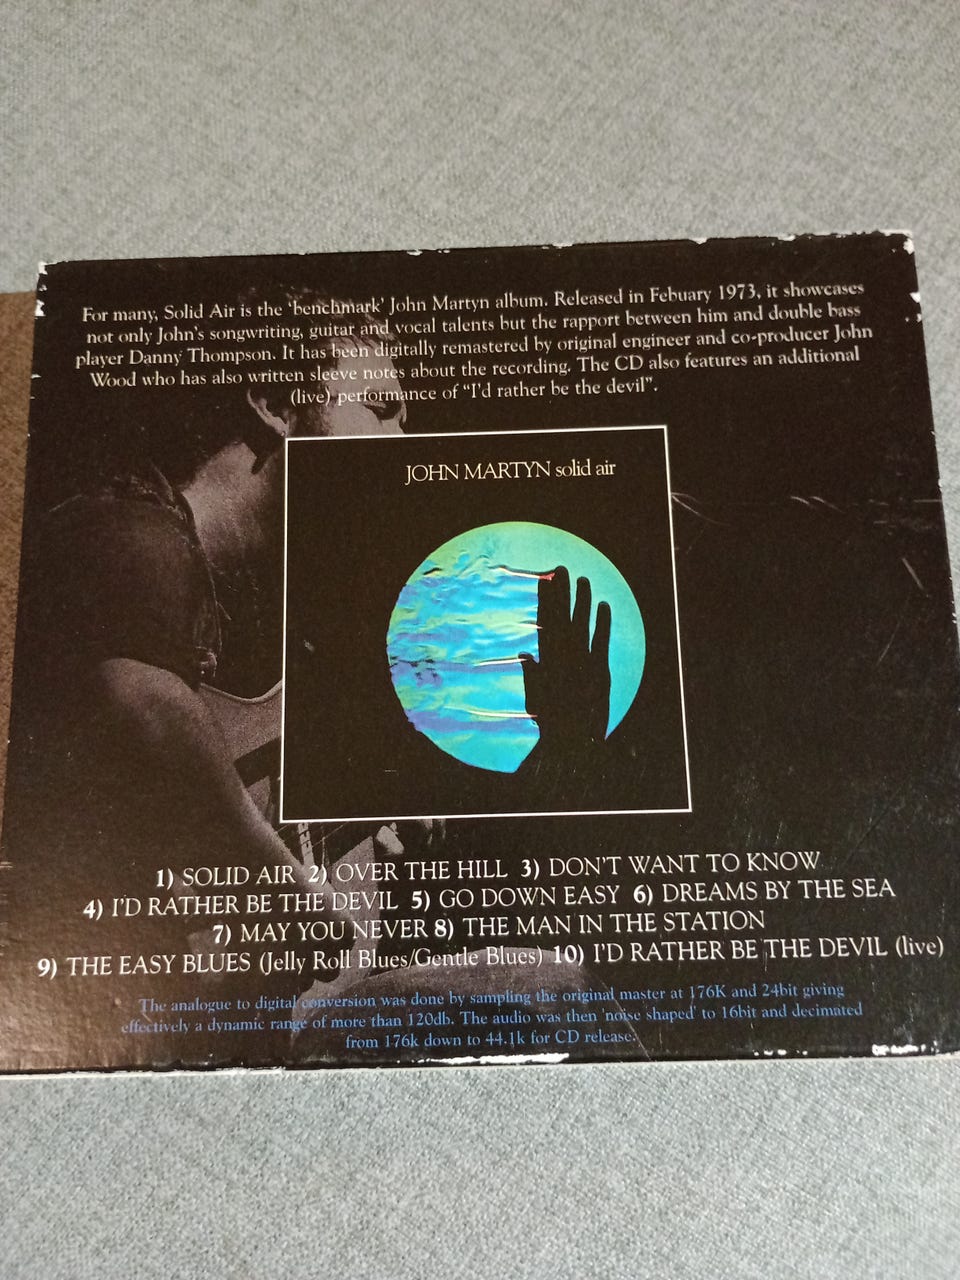 For many, Solid Air is the 'benchmark' John Martyn album. Released in Febuary 1973, it showcases
not only John's songwriting, guitar and vocal talents but the rapport between him and double bass
player Danny Thompson. It has been digitally remastered by original engineer and co-producer John
Wood who has also written sleeve notes about the recording. The CD also features an additional
(live) performance of "I'd rather be the devil".
JOHN MARTYN solid air
1) SOLID AIR 2) OVER THE HILL 3) DON'T WANT TO KNOW
4) I'D RATHER BE THE DEVIL 5) GO DOWN EASY 6) DREAMS BY THE SEA
7) MAY YOU NEVER 8) THE MAN IN THE STATION
9) THE EASY BLUES (Jelly Roll Blues/Gentle Blues) 10) I'D RATHER BE THE DEVIL (live)
The analogue to digital conversion was done by sampling the original master at 176K and 24bit giving
effectively a dynamic range of more than 120db. The audio was then 'noise shaped' to 16bit and decimated
from 176k down to 44.1k for CD release.